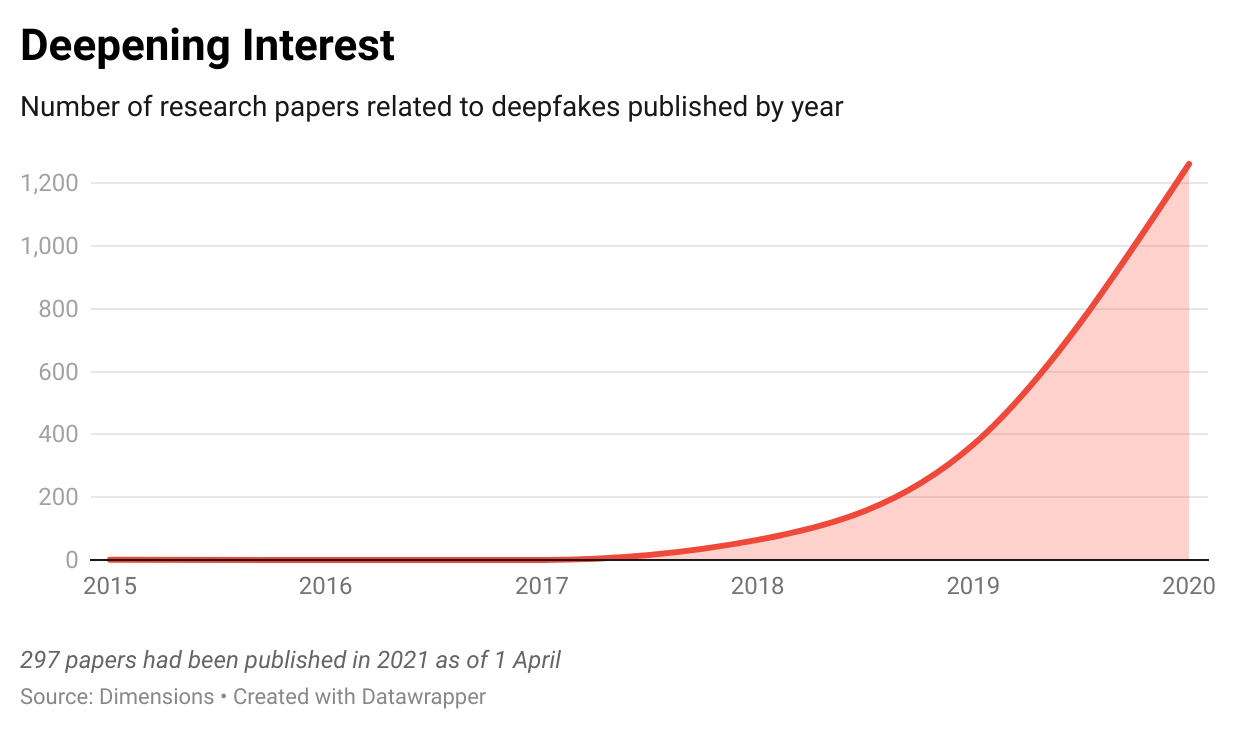 Deepening Interest
Number of research papers related to deepfakes published by year
1,200
1,000
800
600
400
200
0
2015 2016 2017 2018 2019 2020
297 papers had been published in 2021 as of 1 April
Source: Dimensions • Created with Datawrapper